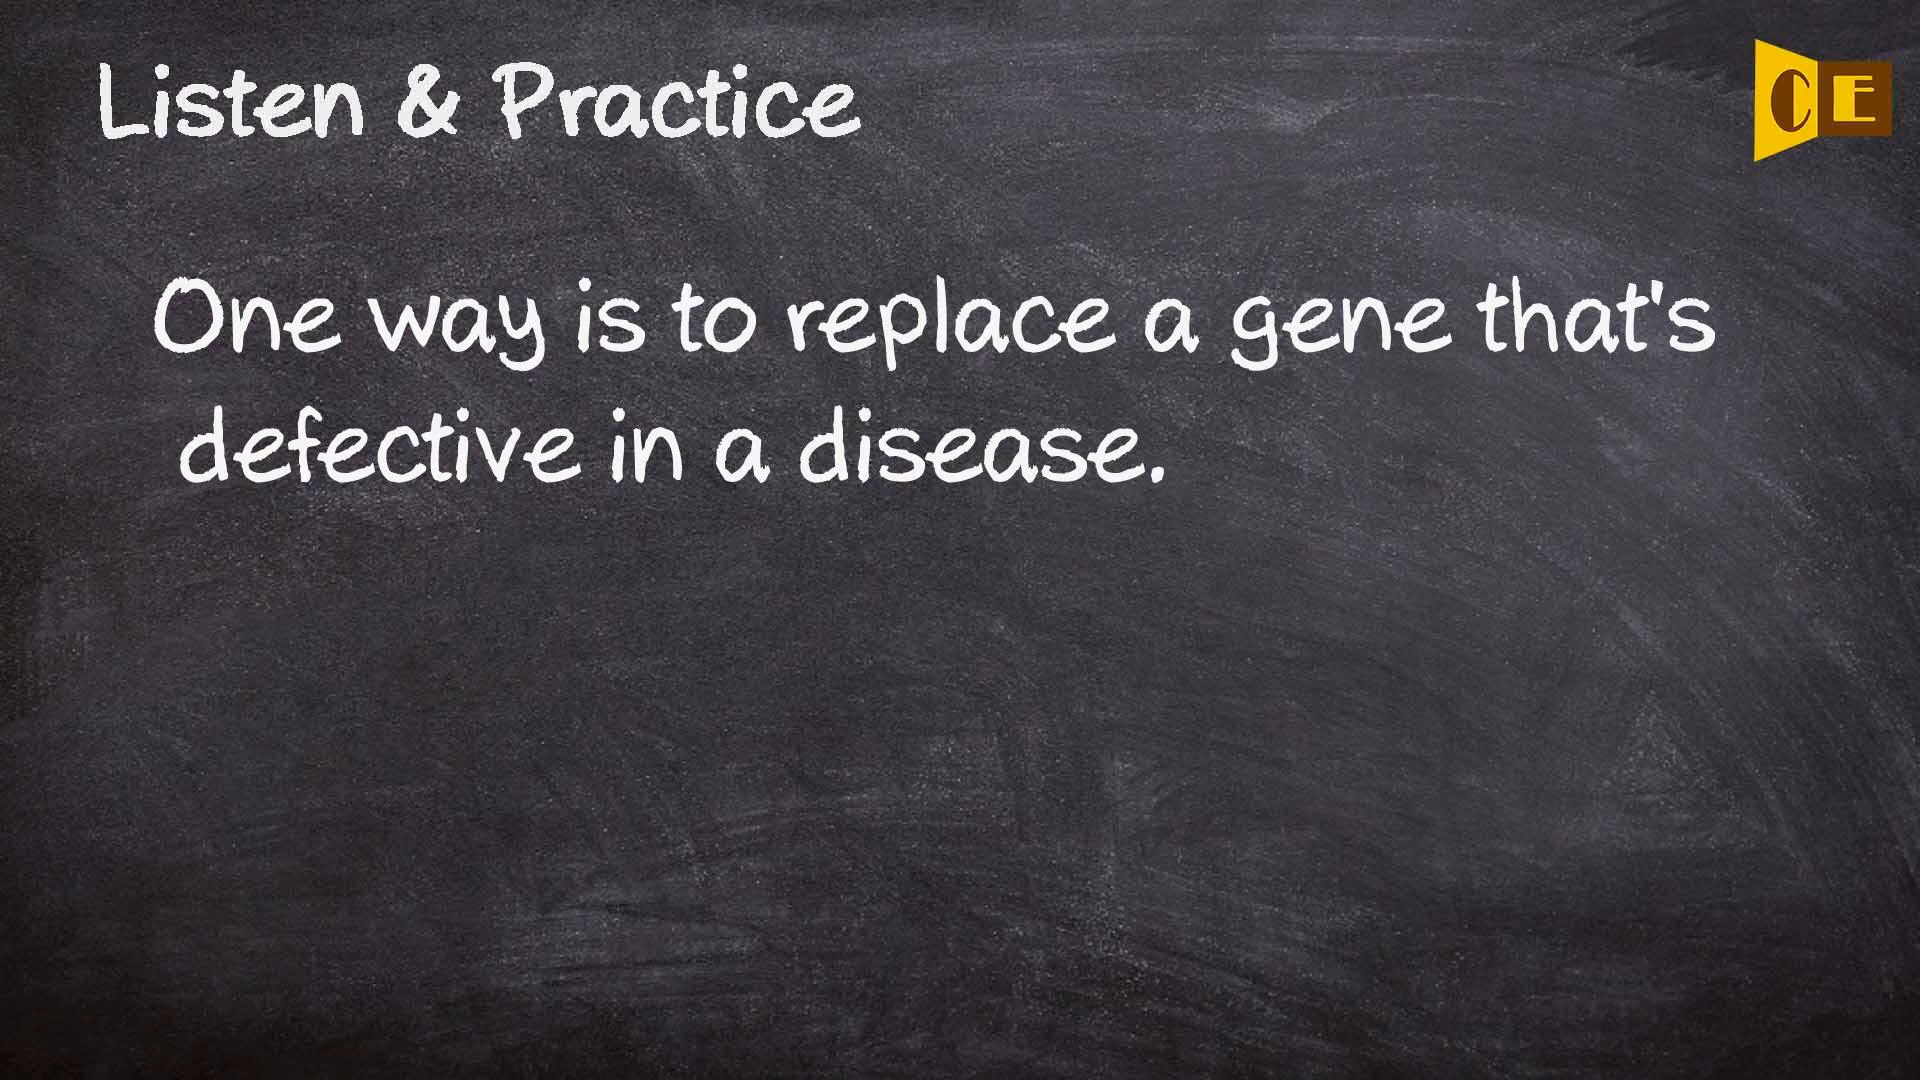 Listen & Practice
CE
One way is to replace a gene that's
defective in a disease.